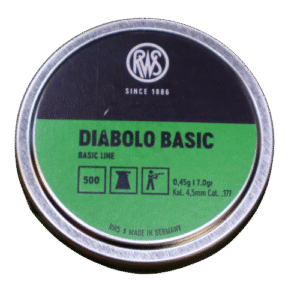 RWS
SINCE 1886
DIABOLO BASIC
BASIC LINE
500
0,45g | 7.0gr
Kal. 4,5mm Cal. .177
RWS MADE IN GERMANY